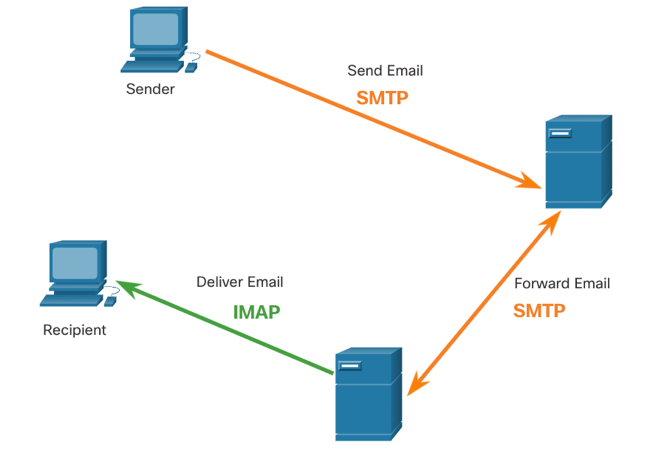 Sender
Send Email
SMTP
Deliver Email
IMAP
Forward Email
SMTP
Recipient